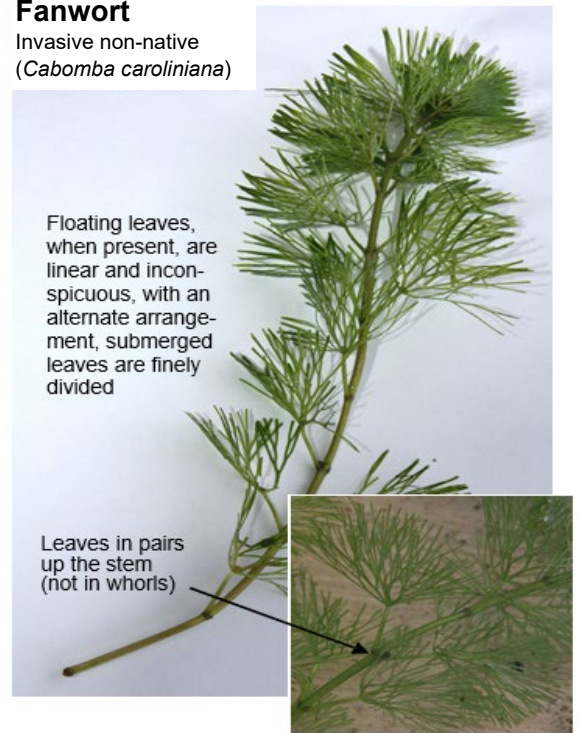 Fanwort
Invasive non-native
(Cabomba caroliniana)
Floating leaves,
when present, are
linear and incon-
spicuous, with an
alternate arrange-
ment, submerged
leaves are finely
divided
Leaves in pairs
up the stem
(not in whorls)